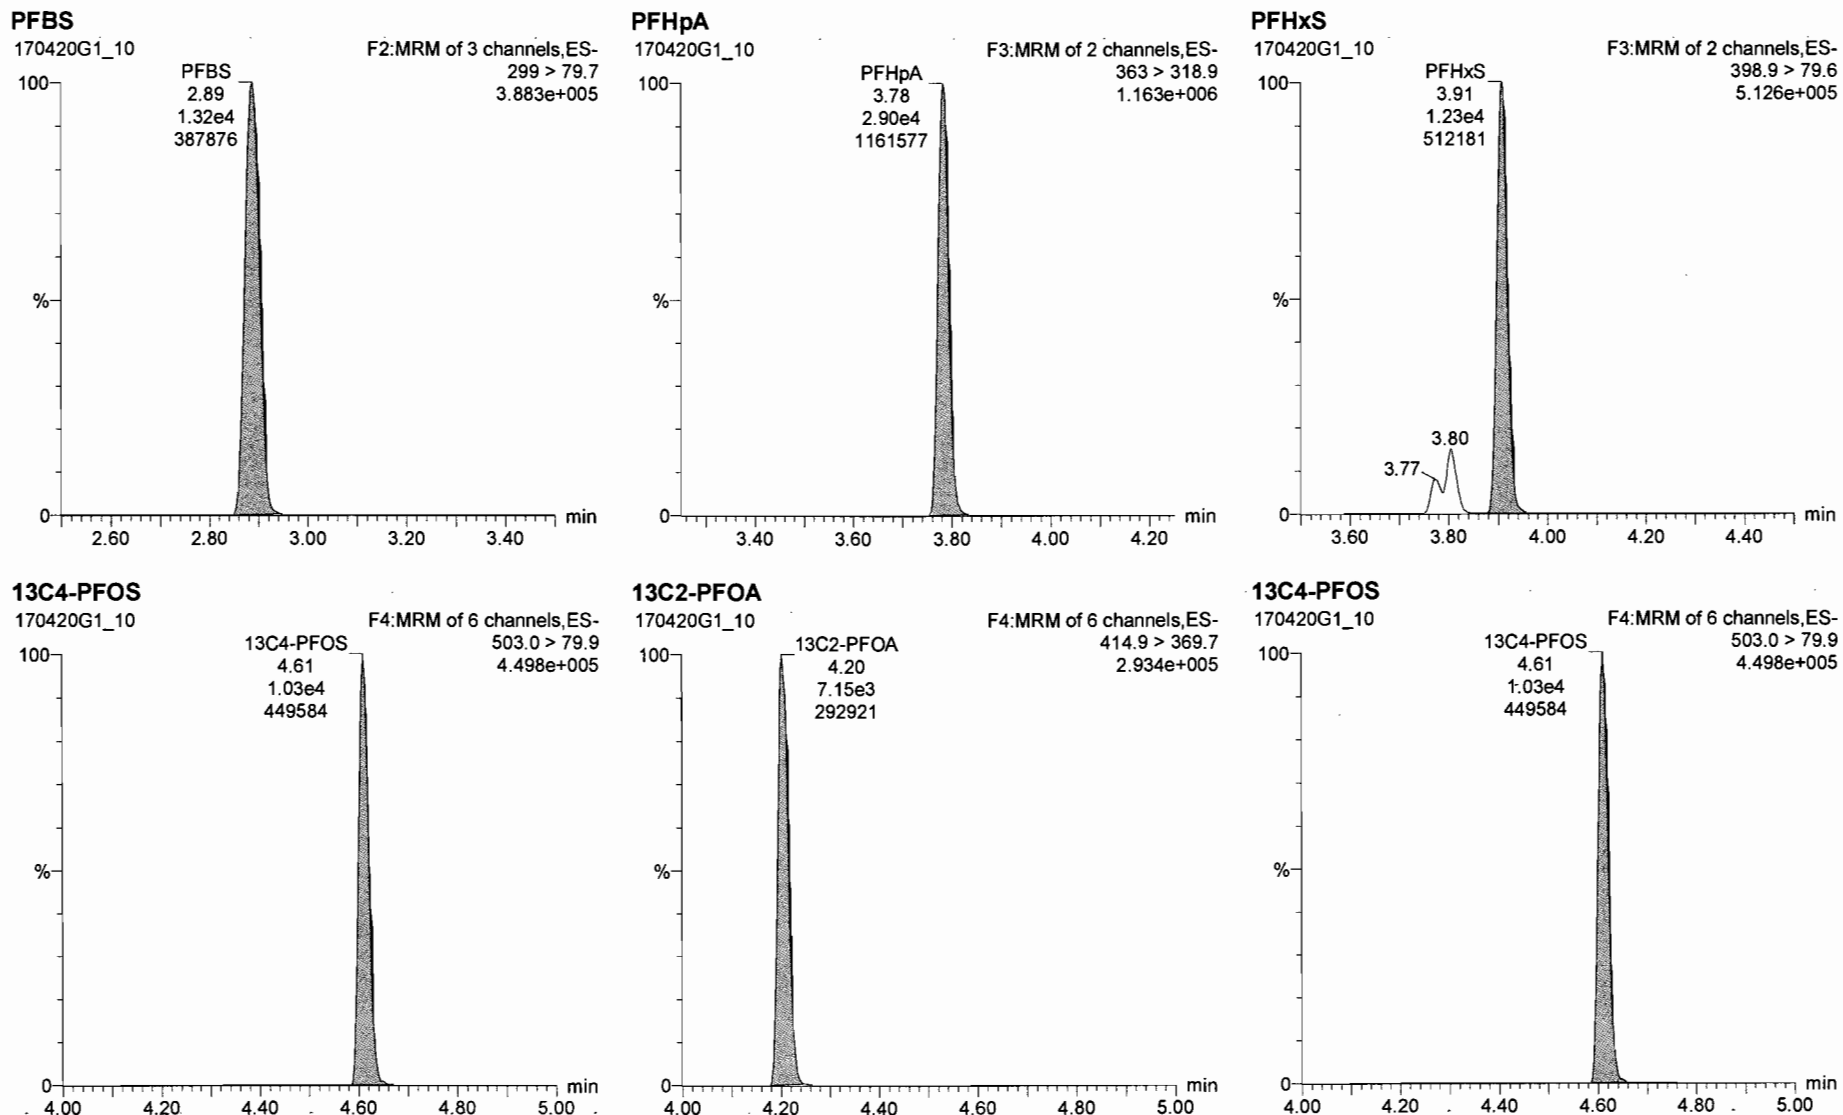 PFBS
170420G1_10
F2:MRM of 3 channels,ES-
299 > 79.7
3.883e+005
PFBS
2.89
1.32e4
387876
100
%
0
min
2.60 2.80 3.00 3.20 3.40
PFHpA
170420G1_10
F3:MRM of 2 channels,ES-
363 > 318.9
1.163e+006
PFHpA
3.78
2.90e4
1161577
100
%
0
min
3.40 3.60 3.80 4.00 4.20
PFHxS
170420G1_10
F3:MRM of 2 channels,ES-
398.9 > 79.6
5.126e+005
PFHxS
3.91
1.23e4
512181
100
%
3.80
3.77
0
min
3.60 3.80 4.00 4.20 4.40
13C4-PFOS
170420G1_10
F4:MRM of 6 channels,ES-
503.0 > 79.9
4.498e+005
13C4-PFOS
4.61
1.03e4
449584
100
%
0
min
4.00 4.20 4.40 4.60 4.80 5.00
13C2-PFOA
170420G1_10
F4:MRM of 6 channels,ES-
414.9 > 369.7
2.934e+005
13C2-PFOA
4.20
7.15e3
292921
100
%
0
min
4.00 4.20 4.40 4.60 4.80 5.00
13C4-PFOS
170420G1_10
F4:MRM of 6 channels,ES-
503.0 > 79.9
4.498e+005
13C4-PFOS
4.61
1.03e4
449584
100
%
0
min
4.00 4.20 4.40 4.60 4.80 5.00